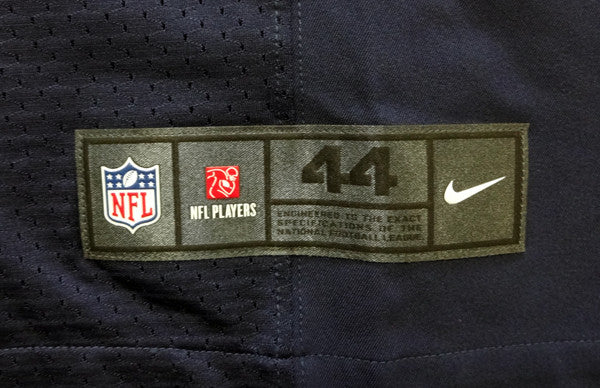 NFL
NFL PLAYERS
44
ENGINEERED TO THE EXACT
SPECIFICATIONS OF THE
NATIONAL FOOTBALL LEAGUE